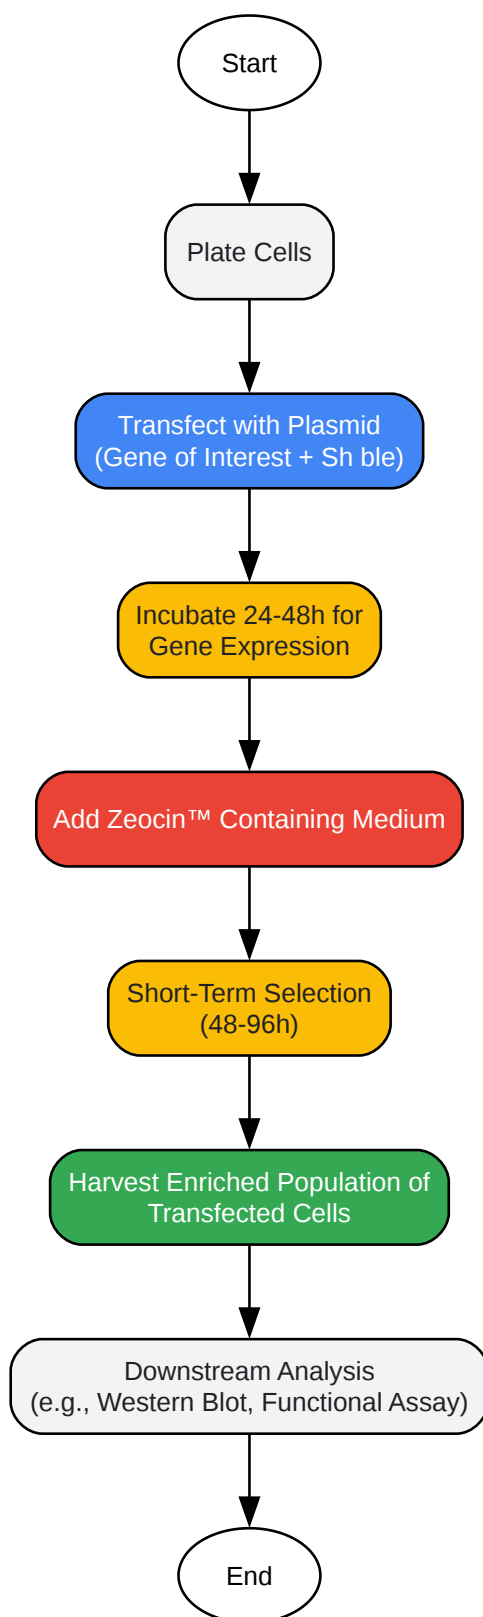 Start
Plate Cells
Transfect with Plasmid
(Gene of Interest + Sh ble)
Incubate 24-48h for
Gene Expression
Add Zeocin™ Containing Medium
Short-Term Selection
(48-96h)
Harvest Enriched Population of
Transfected Cells
Downstream Analysis
(e.g., Western Blot, Functional Assay)
End